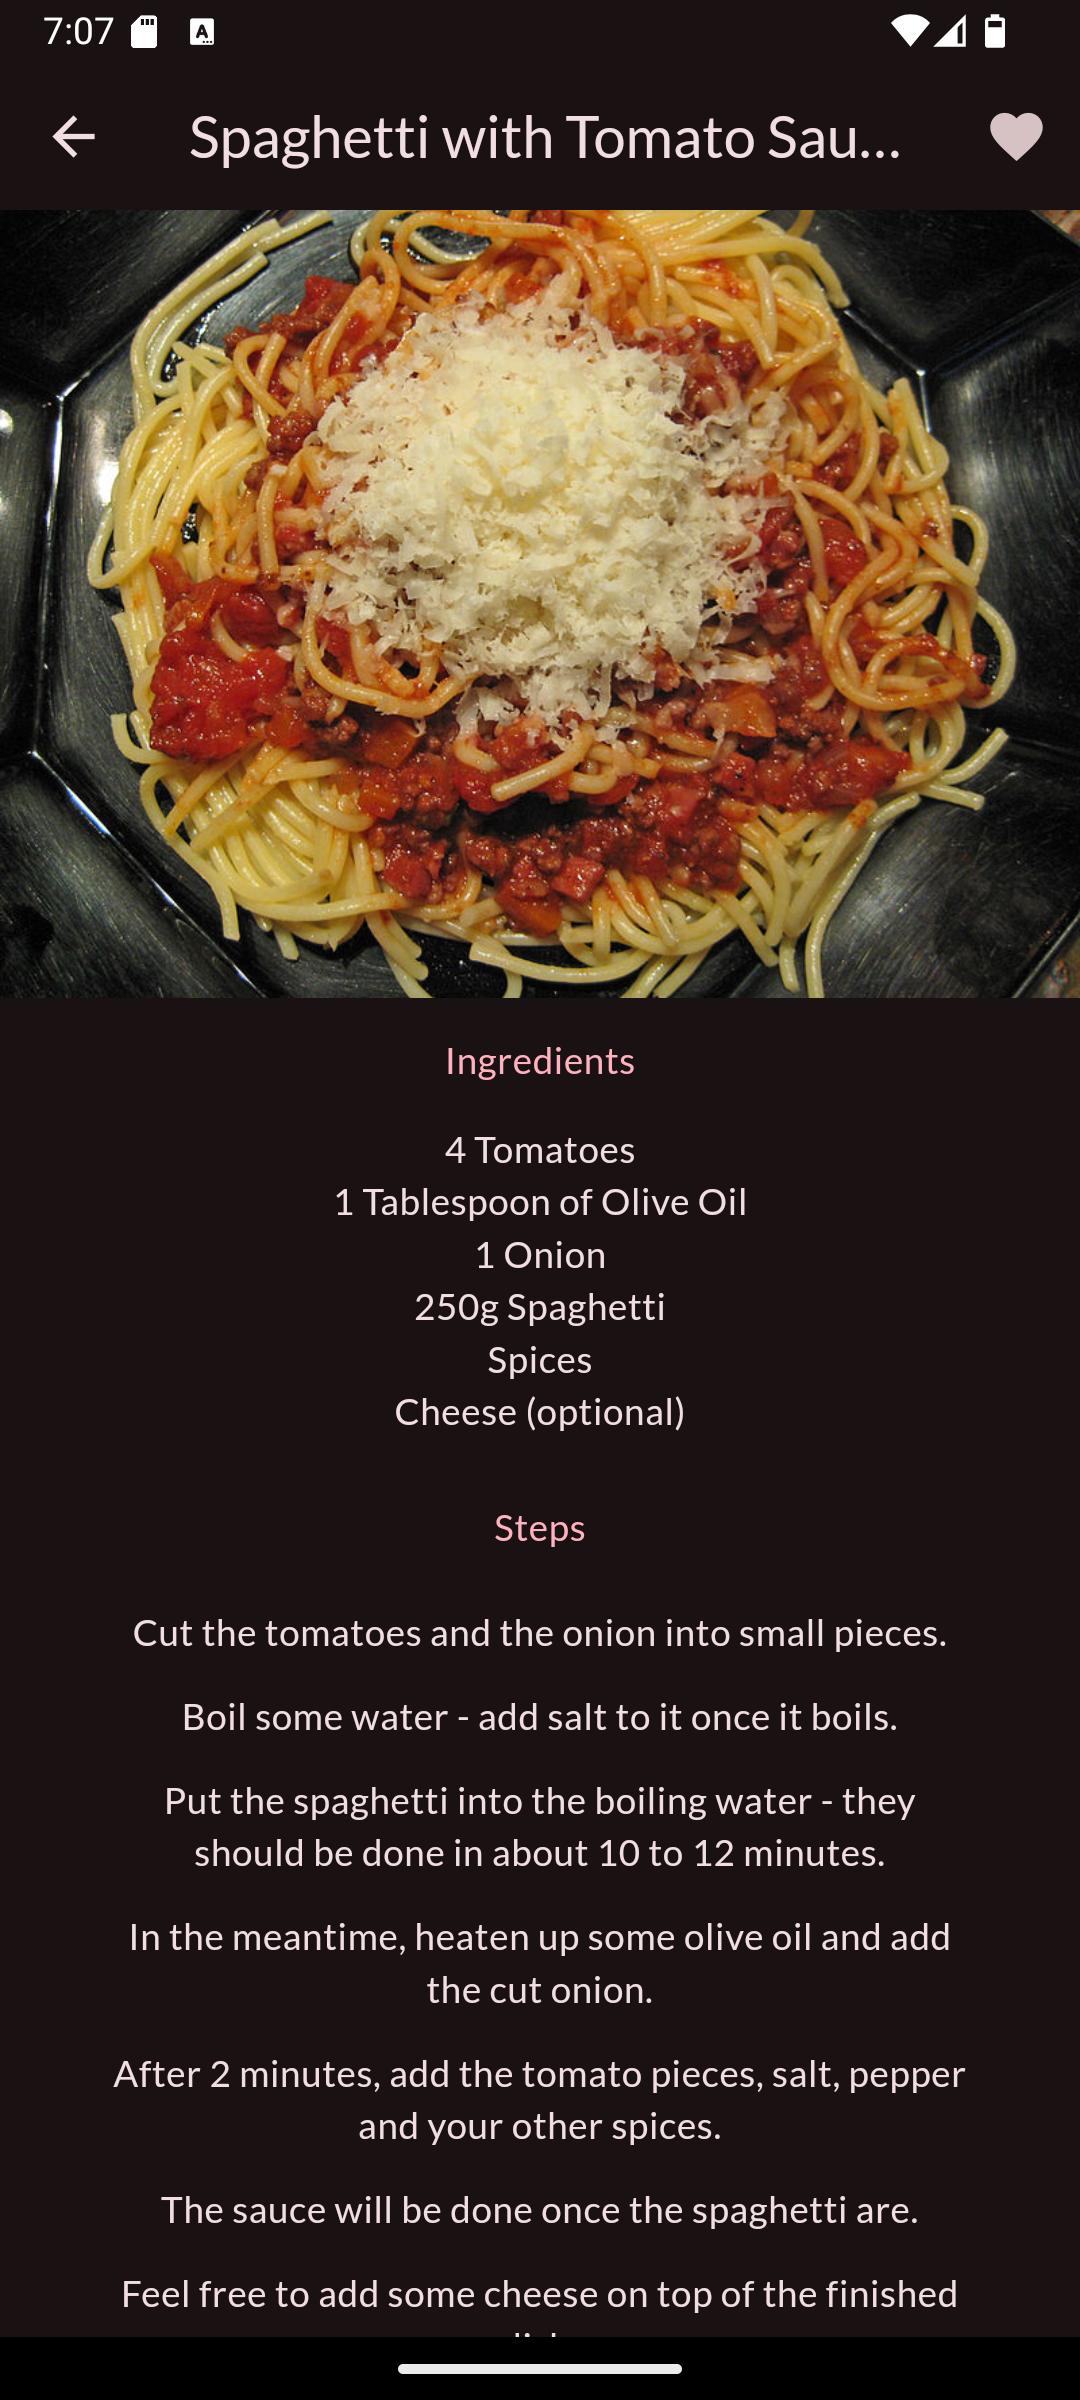 7:07
Spaghetti with Tomato Sau...
Ingredients
4 Tomatoes
1 Tablespoon of Olive Oil
1 Onion
250g Spaghetti
Spices
Cheese (optional)
Steps
Cut the tomatoes and the onion into small pieces.
Boil some water - add salt to it once it boils.
Put the spaghetti into the boiling water - they
should be done in about 10 to 12 minutes.
In the meantime, heaten up some olive oil and add
the cut onion.
After 2 minutes, add the tomato pieces, salt, pepper
and your other spices.
The sauce will be done once the spaghetti are.
Feel free to add some cheese on top of the finished